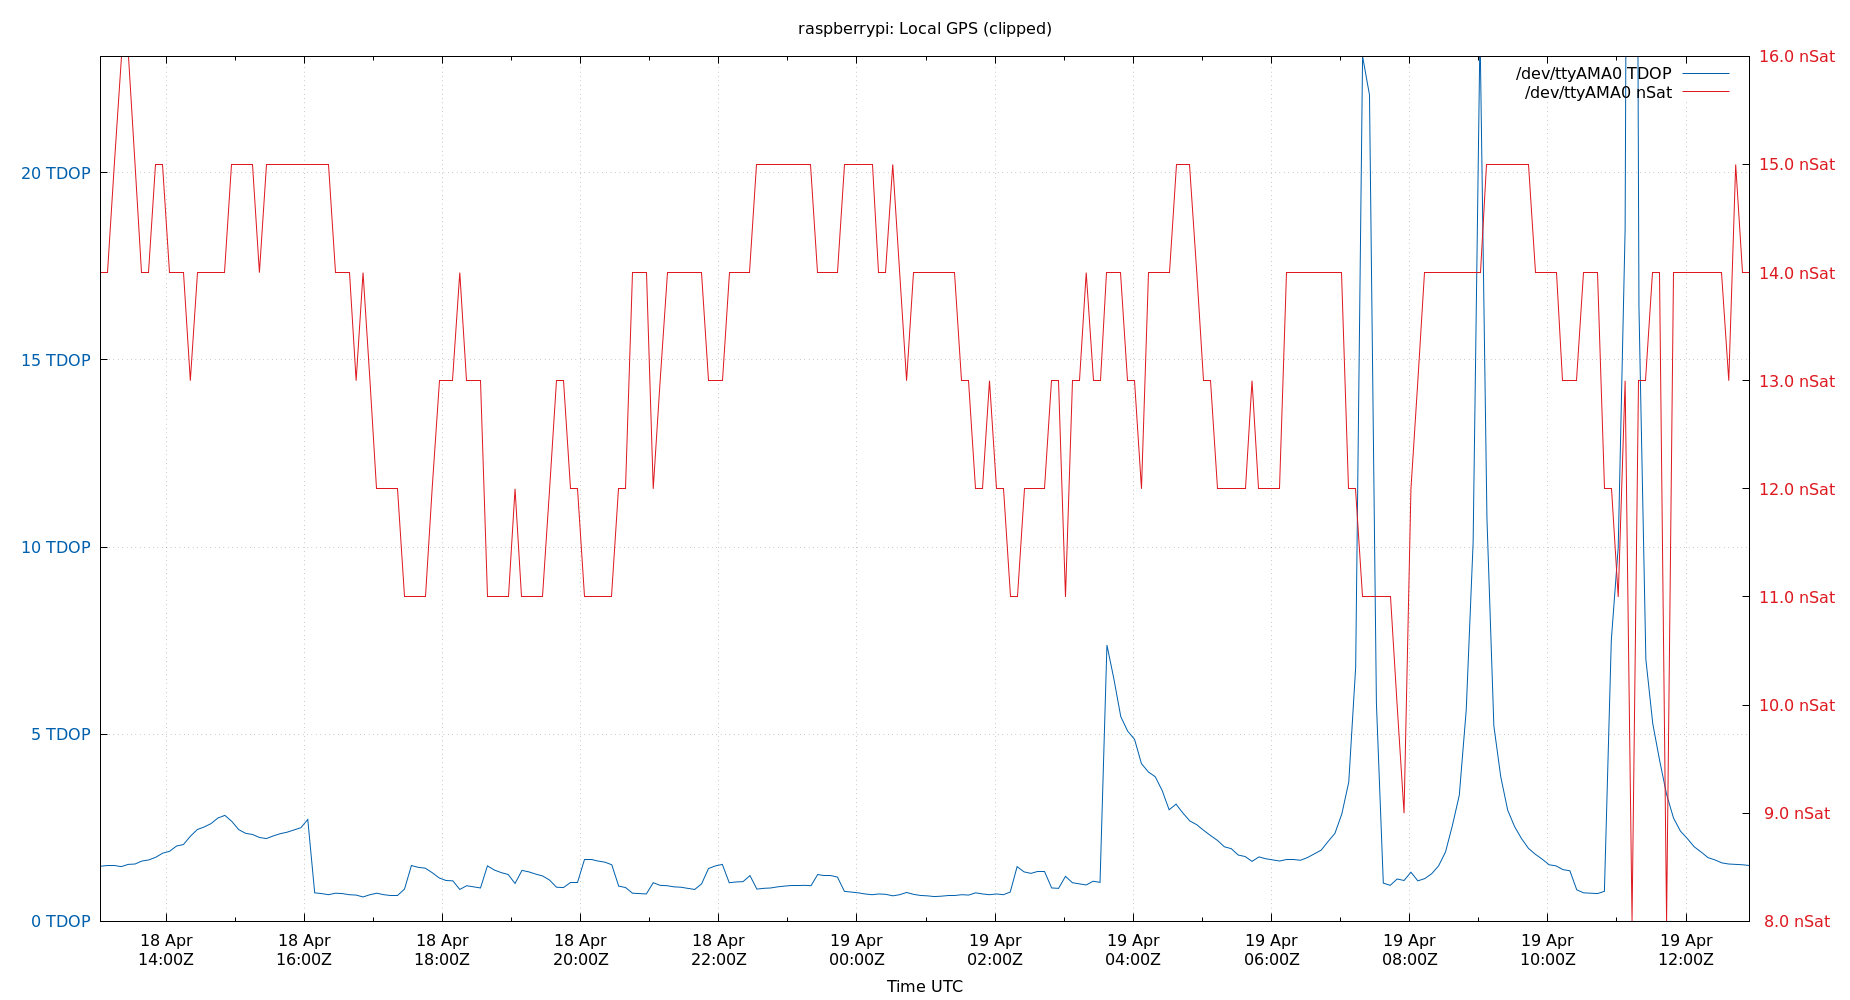 raspberrypi: Local GPS (clipped)
/dev/ttyAMA0 TDOP
/dev/ttyAMA0 nSat
20 TDOP
15 TDOP
10 TDOP
5 TDOP
0 TDOP
16.0 nSat
15.0 nSat
14.0 nSat
13.0 nSat
12.0 nSat
11.0 nSat
10.0 nSat
9.0 nSat
8.0 nSat
18 Apr
14:00Z
18 Apr
16:00Z
18 Apr
18:00Z
18 Apr
20:00Z
18 Apr
22:00Z
19 Apr
00:00Z
19 Apr
02:00Z
19 Apr
04:00Z
19 Apr
06:00Z
19 Apr
08:00Z
19 Apr
10:00Z
19 Apr
12:00Z
Time UTC